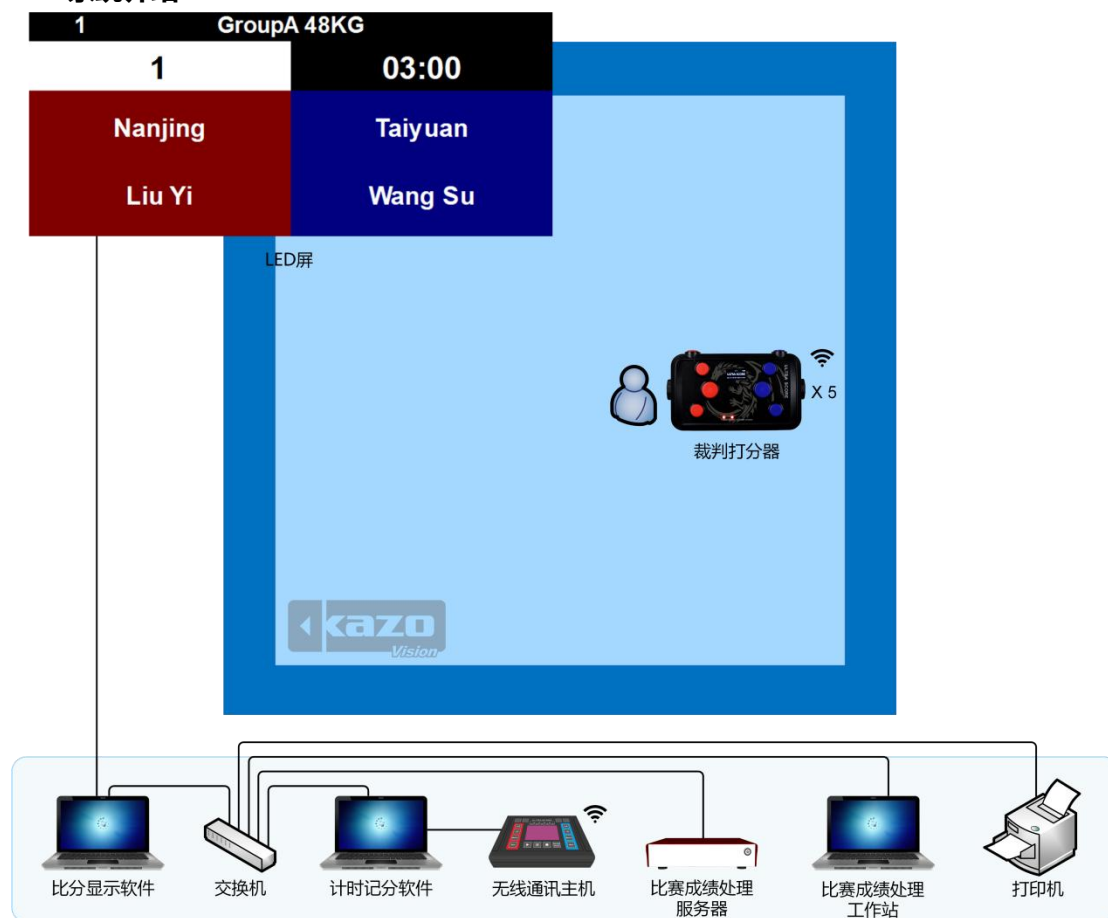 1 GroupA 48KG
1 03:00
Nanjing Taiyuan
Liu Yi Wang Su
LED屏
X 5
裁判打分器
kazo
Vision
比分显示软件 交换机 计时记分软件 无线通讯主机 比赛成绩处理 比赛成绩处理 打印机
服务器 工作站